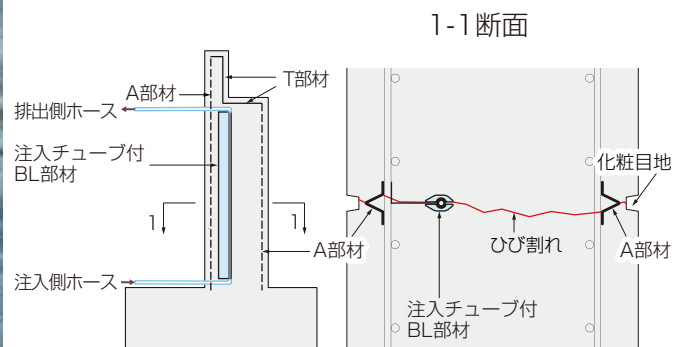 1-1断面
A部材
T部材
排出側ホース
注入チューブ付
BL部材
1
1
A部材
注入側ホース
化粧目地
ひび割れ
A部材
注入チューブ付
BL部材